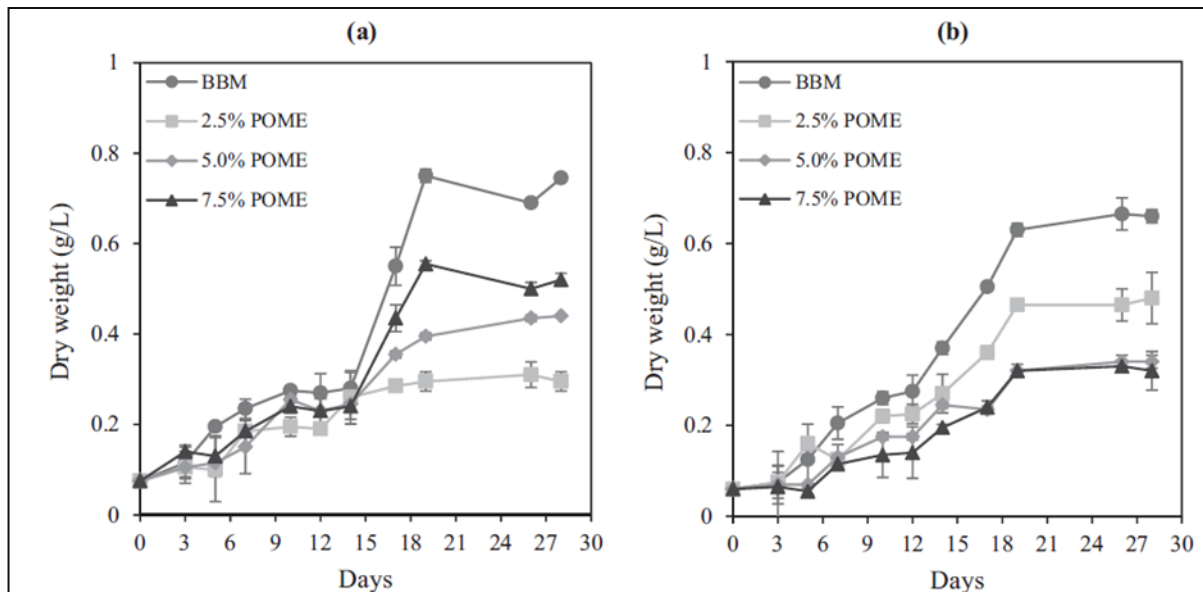 (a)
1
0.8
0.6
0.4
0.2
0
Dry weight (g/L)
BBM
2.5% POME
5.0% POME
7.5% POME
0 3 6 9 12 15 18 21 24 27 30
Days
(b)
1
0.8
0.6
0.4
0.2
0
Dry weight (g/L)
BBM
2.5% POME
5.0% POME
7.5% POME
0 3 6 9 12 15 18 21 24 27 30
Days